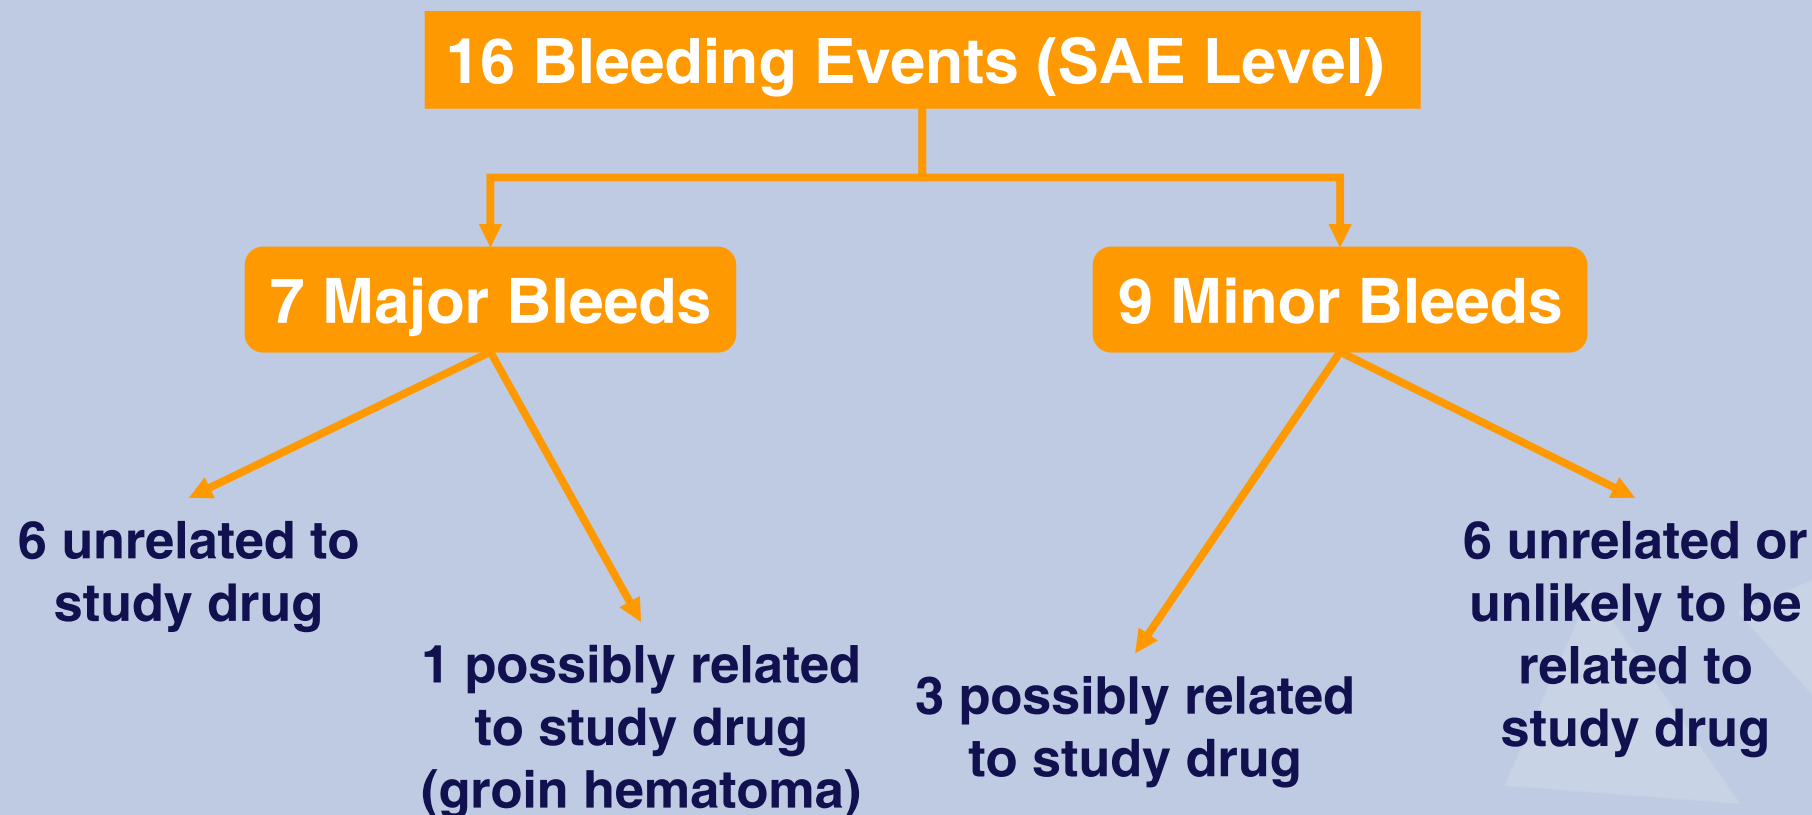 16 Bleeding Events (SAE Level)
7 Major Bleeds
9 Minor Bleeds
6 unrelated to
study drug
1 possibly related
to study drug
(groin hematoma)
3 possibly related
to study drug
6 unrelated or
unlikely to be
related to
study drug